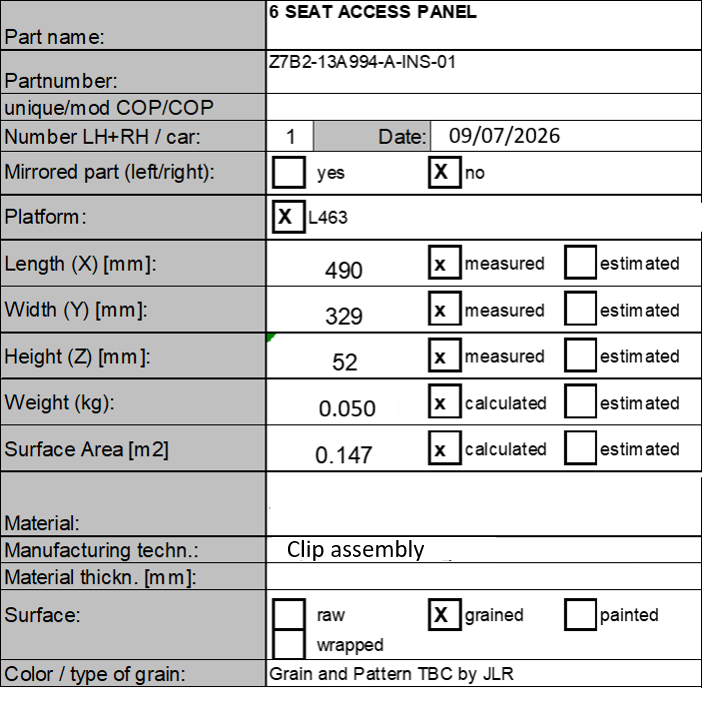 6 SEAT ACCESS PANEL
Part name:
Z7B2-13A994-A-INS-01
Partnumber:
unique/mod COP/COP
Number LH+RH / car: 1 Date: 09/07/2026
Mirrored part (left/right): yes X no
Platform: X L463
Length (X) [mm]: 490 x measured estimated
Width (Y) [mm]: 329 x measured estimated
Height (Z) [mm]: 52 x measured estimated
Weight (kg): 0.050 x calculated estimated
Surface Area [m2] 0.147 x calculated estimated
Material:
Manufacturing techn.: Clip assembly
Material thickn. [mm]:
Surface: raw X grained painted
wrapped
Color / type of grain: Grain and Pattern TBC by JLR